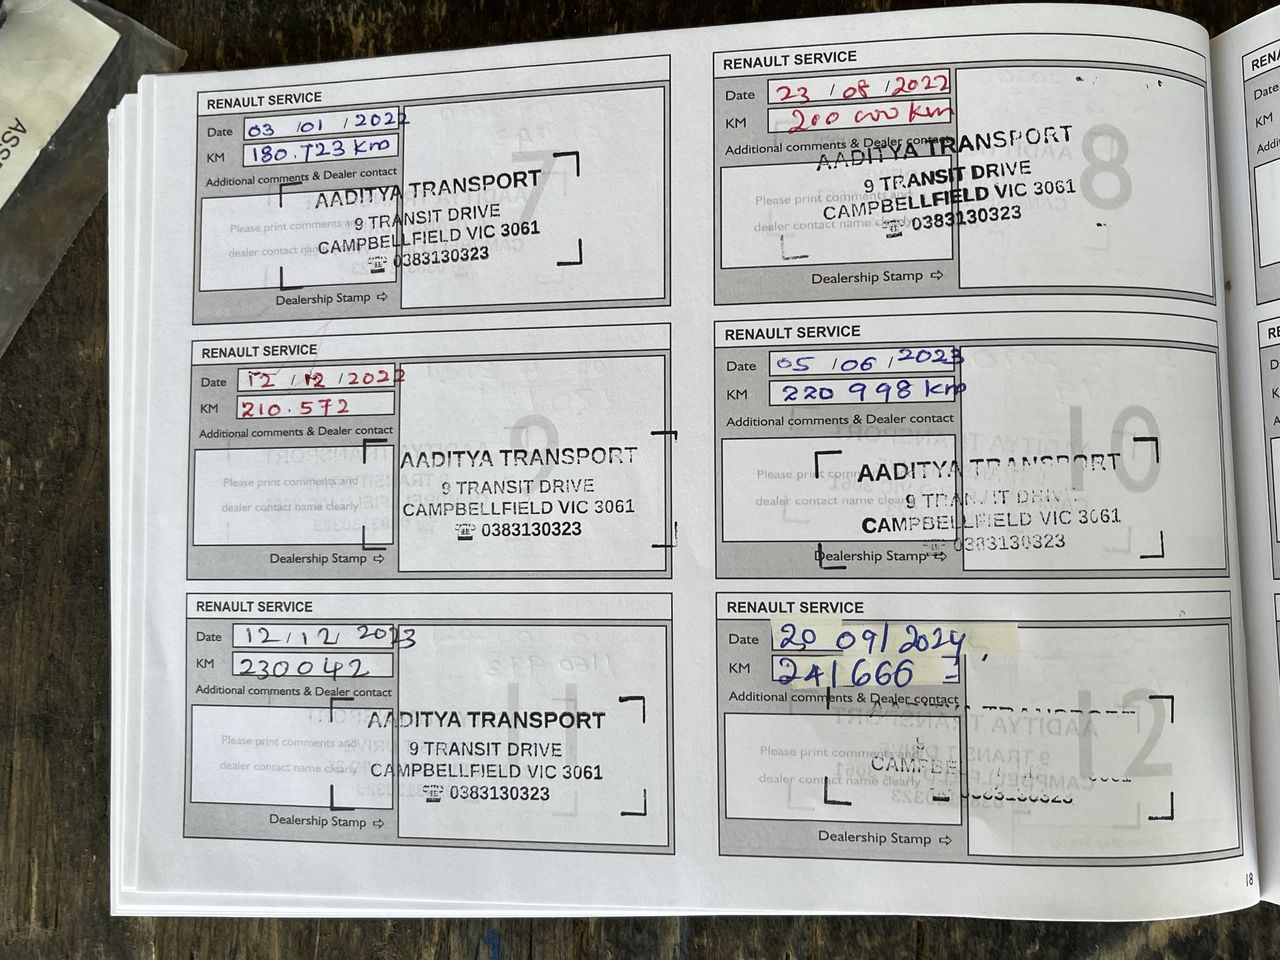 RENAULT SERVICE
Date 03 / 01 / 2022
KM 180.723 Km
Additional comments & Dealer contact
Please print comments and
dealer contact name
AADITYA TRANSPORT
9 TRANSIT DRIVE
CAMPBELLFIELD VIC 3061
☎ 0383130323
Dealership Stamp ⇨
7
RENAULT SERVICE
Date 23 / 08 / 2022
KM 200 000 Km
Additional comments & Dealer contact
Please print comments and
dealer contact name clearly
AADITYA TRANSPORT
9 TRANSIT DRIVE
CAMPBELLFIELD VIC 3061
☎ 0383130323
Dealership Stamp ⇨
8
RENAULT SERVICE
Date 12 / 12 / 2022
KM 210.572
Additional comments & Dealer contact
Please print comments and
dealer contact name clearly
AADITYA TRANSPORT
9 TRANSIT DRIVE
CAMPBELLFIELD VIC 3061
☎ 0383130323
Dealership Stamp ⇨
9
RENAULT SERVICE
Date 05 / 06 / 2023
KM 220 998 Km
Additional comments & Dealer contact
Please print comments and
dealer contact name clearly
AADITYA TRANSPORT
9 TRANSIT DRIVE
CAMPBELLFIELD VIC 3061
☎ 0383130323
Dealership Stamp ⇨
10
RENAULT SERVICE
Date 12 / 12 / 2023
KM 230042
Additional comments & Dealer contact
Please print comments and
dealer contact name clearly
AADITYA TRANSPORT
9 TRANSIT DRIVE
CAMPBELLFIELD VIC 3061
☎ 0383130323
Dealership Stamp ⇨
11
RENAULT SERVICE
Date 20 09/2024
KM 241666
Additional comments & Dealer contact
Please print comments and
dealer contact name clearly
☎ 0383130323
Dealership Stamp ⇨
12
18